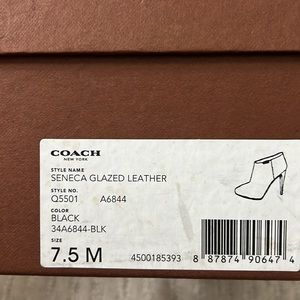 COACH
NEW YORK
STYLE NAME
SENECA GLAZED LEATHER
STYLE NO.
Q5501 A6844
COLOR
BLACK
34A6844-BLK
SIZE
7.5 M
4500185393
8 87874 90647 4